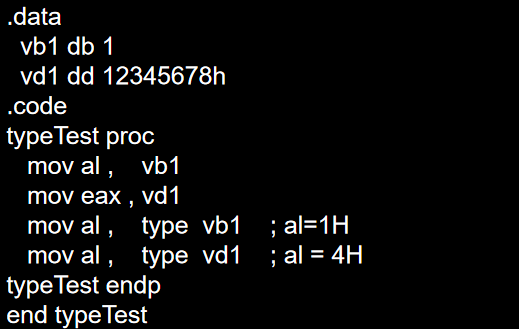 .data
vb1 db 1
vd1 dd 12345678h
.code
typeTest proc
mov al , vb1
mov eax , vd1
mov al , type vb1 ; al=1H
mov al , type vd1 ; al = 4H
typeTest endp
end typeTest